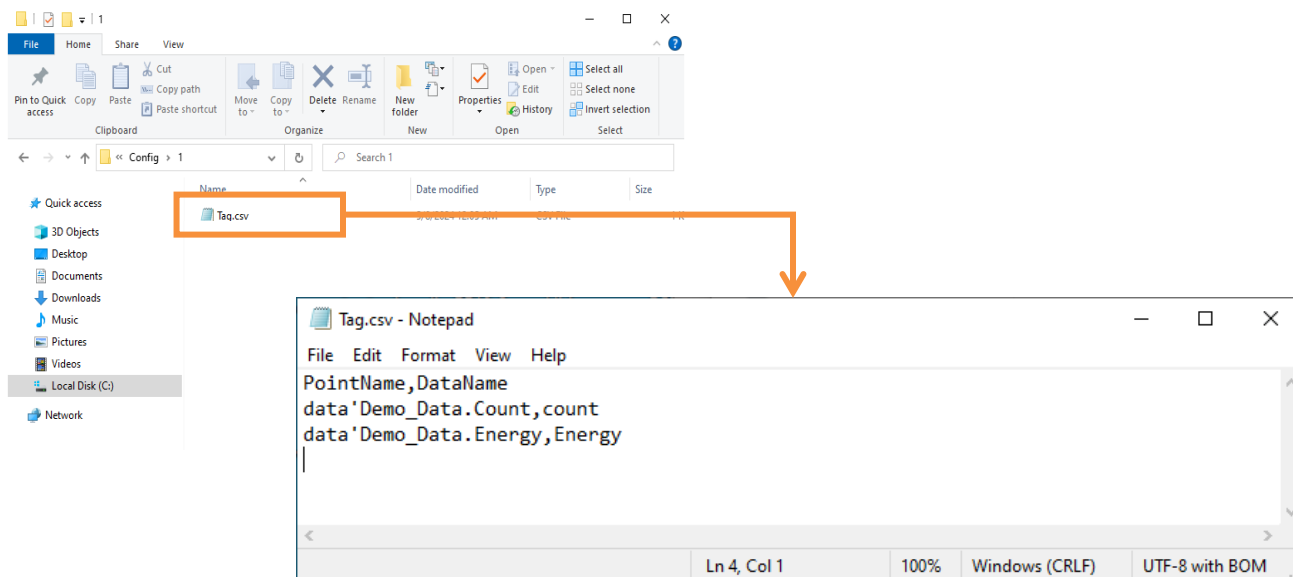 1
File Home Share View
Pin to Quick access
Copy
Paste
Cut
Copy path
Paste shortcut
Clipboard
Move to
Copy to
Delete
Rename
Organize
New folder
New
Properties
Open
Edit
History
Open
Select all
Select none
Invert selection
Select
« Config › 1
Search 1
Name Date modified Type Size
Tag.csv
Quick access
3D Objects
Desktop
Documents
Downloads
Music
Pictures
Videos
Local Disk (C:)
Network
Tag.csv - Notepad
File Edit Format View Help
PointName,DataName
data'Demo_Data.Count,count
data'Demo_Data.Energy,Energy
Ln 4, Col 1 100% Windows (CRLF) UTF-8 with BOM